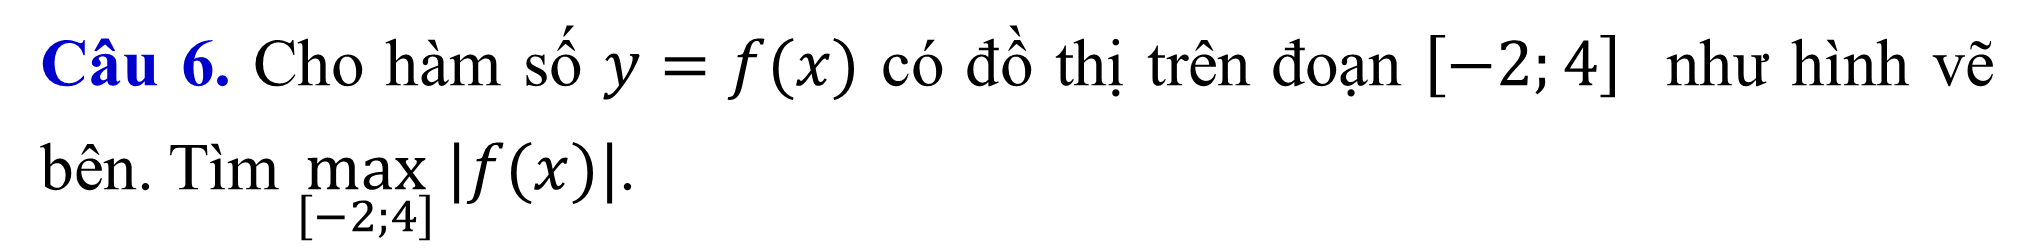 Câu 6. Cho hàm số y = f(x) có đồ thị trên đoạn [−2; 4] như hình vẽ
bên. Tìm max |f(x)|.
[−2;4]